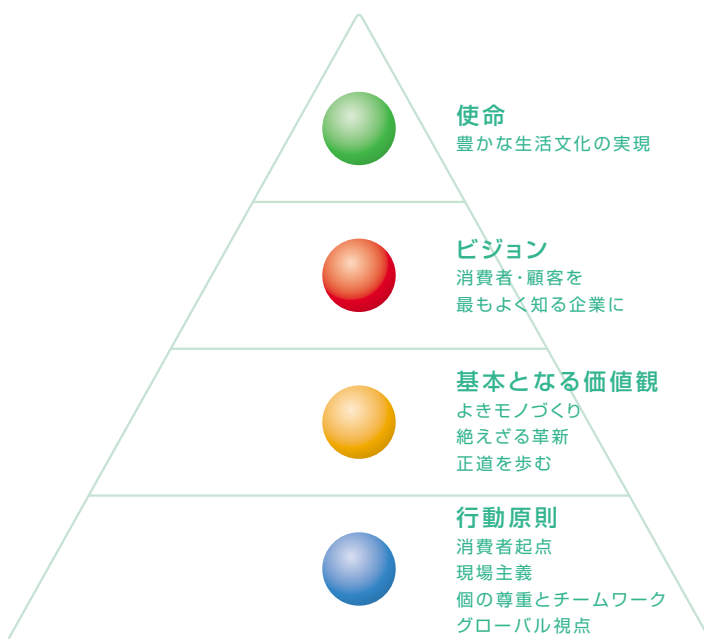 使命
豊かな生活文化の実現
ビジョン
消費者・顧客を
最もよく知る企業に
基本となる価値観
よきモノづくり
絶えざる革新
正道を歩む
行動原則
消費者起点
現場主義
個の尊重とチームワーク
グローバル視点